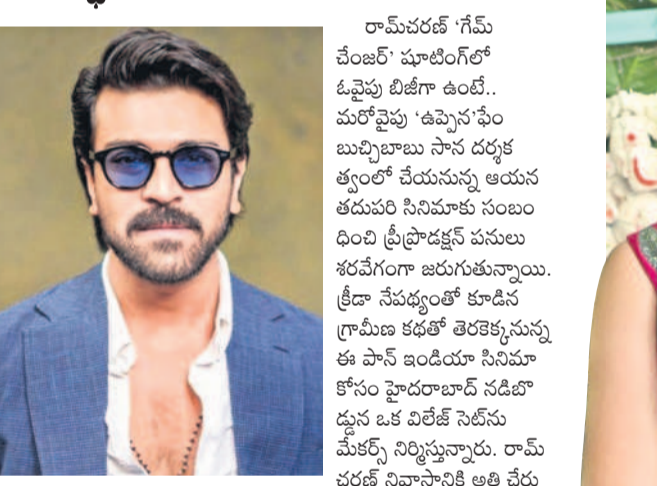 రామ్‌చరణ్ ‘గేమ్
చేంజర్’ షూటింగ్‌లో
ఓవైపు బిజీగా ఉంటే..
మరోవైపు ‘ఉప్పెన’ఫేం
బుచ్చిబాబు సాన దర్శక
త్వంలో చేయనున్న ఆయన
తదుపరి సినిమాకు సంబం
ధించి ప్రీప్రొడక్షన్ పనులు
శరవేగంగా జరుగుతున్నాయి.
క్రీడా నేపథ్యంతో కూడిన
గ్రామీణ కథతో తెరకెక్కనున్న
ఈ పాన్ ఇండియా సినిమా
కోసం హైదరాబాద్ నడిబొ
డ్డున ఒక విలేజ్ సెట్‌ను
మేకర్స్ నిర్మిస్తున్నారు. రామ్
చరణ్ నివాసానికి అతి చేరు